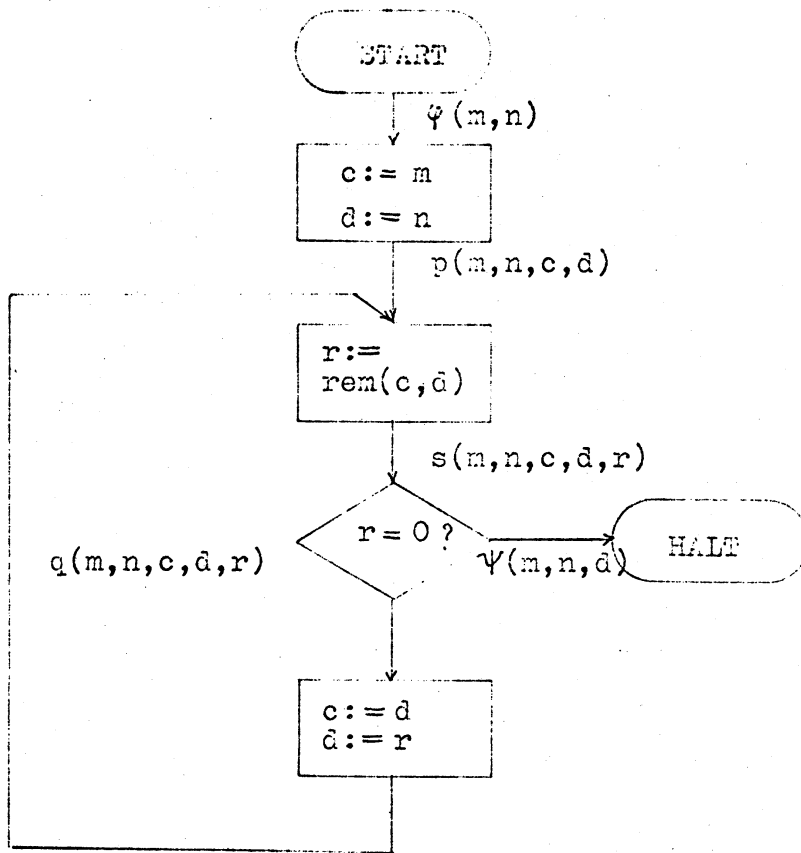 START
φ(m,n)
c:= m
d:= n
p(m,n,c,d)
r:=
rem(c,d)
s(m,n,c,d,r)
r=0?
ψ(m,n,d)
HALT
q(m,n,c,d,r)
c:=d
d:=r